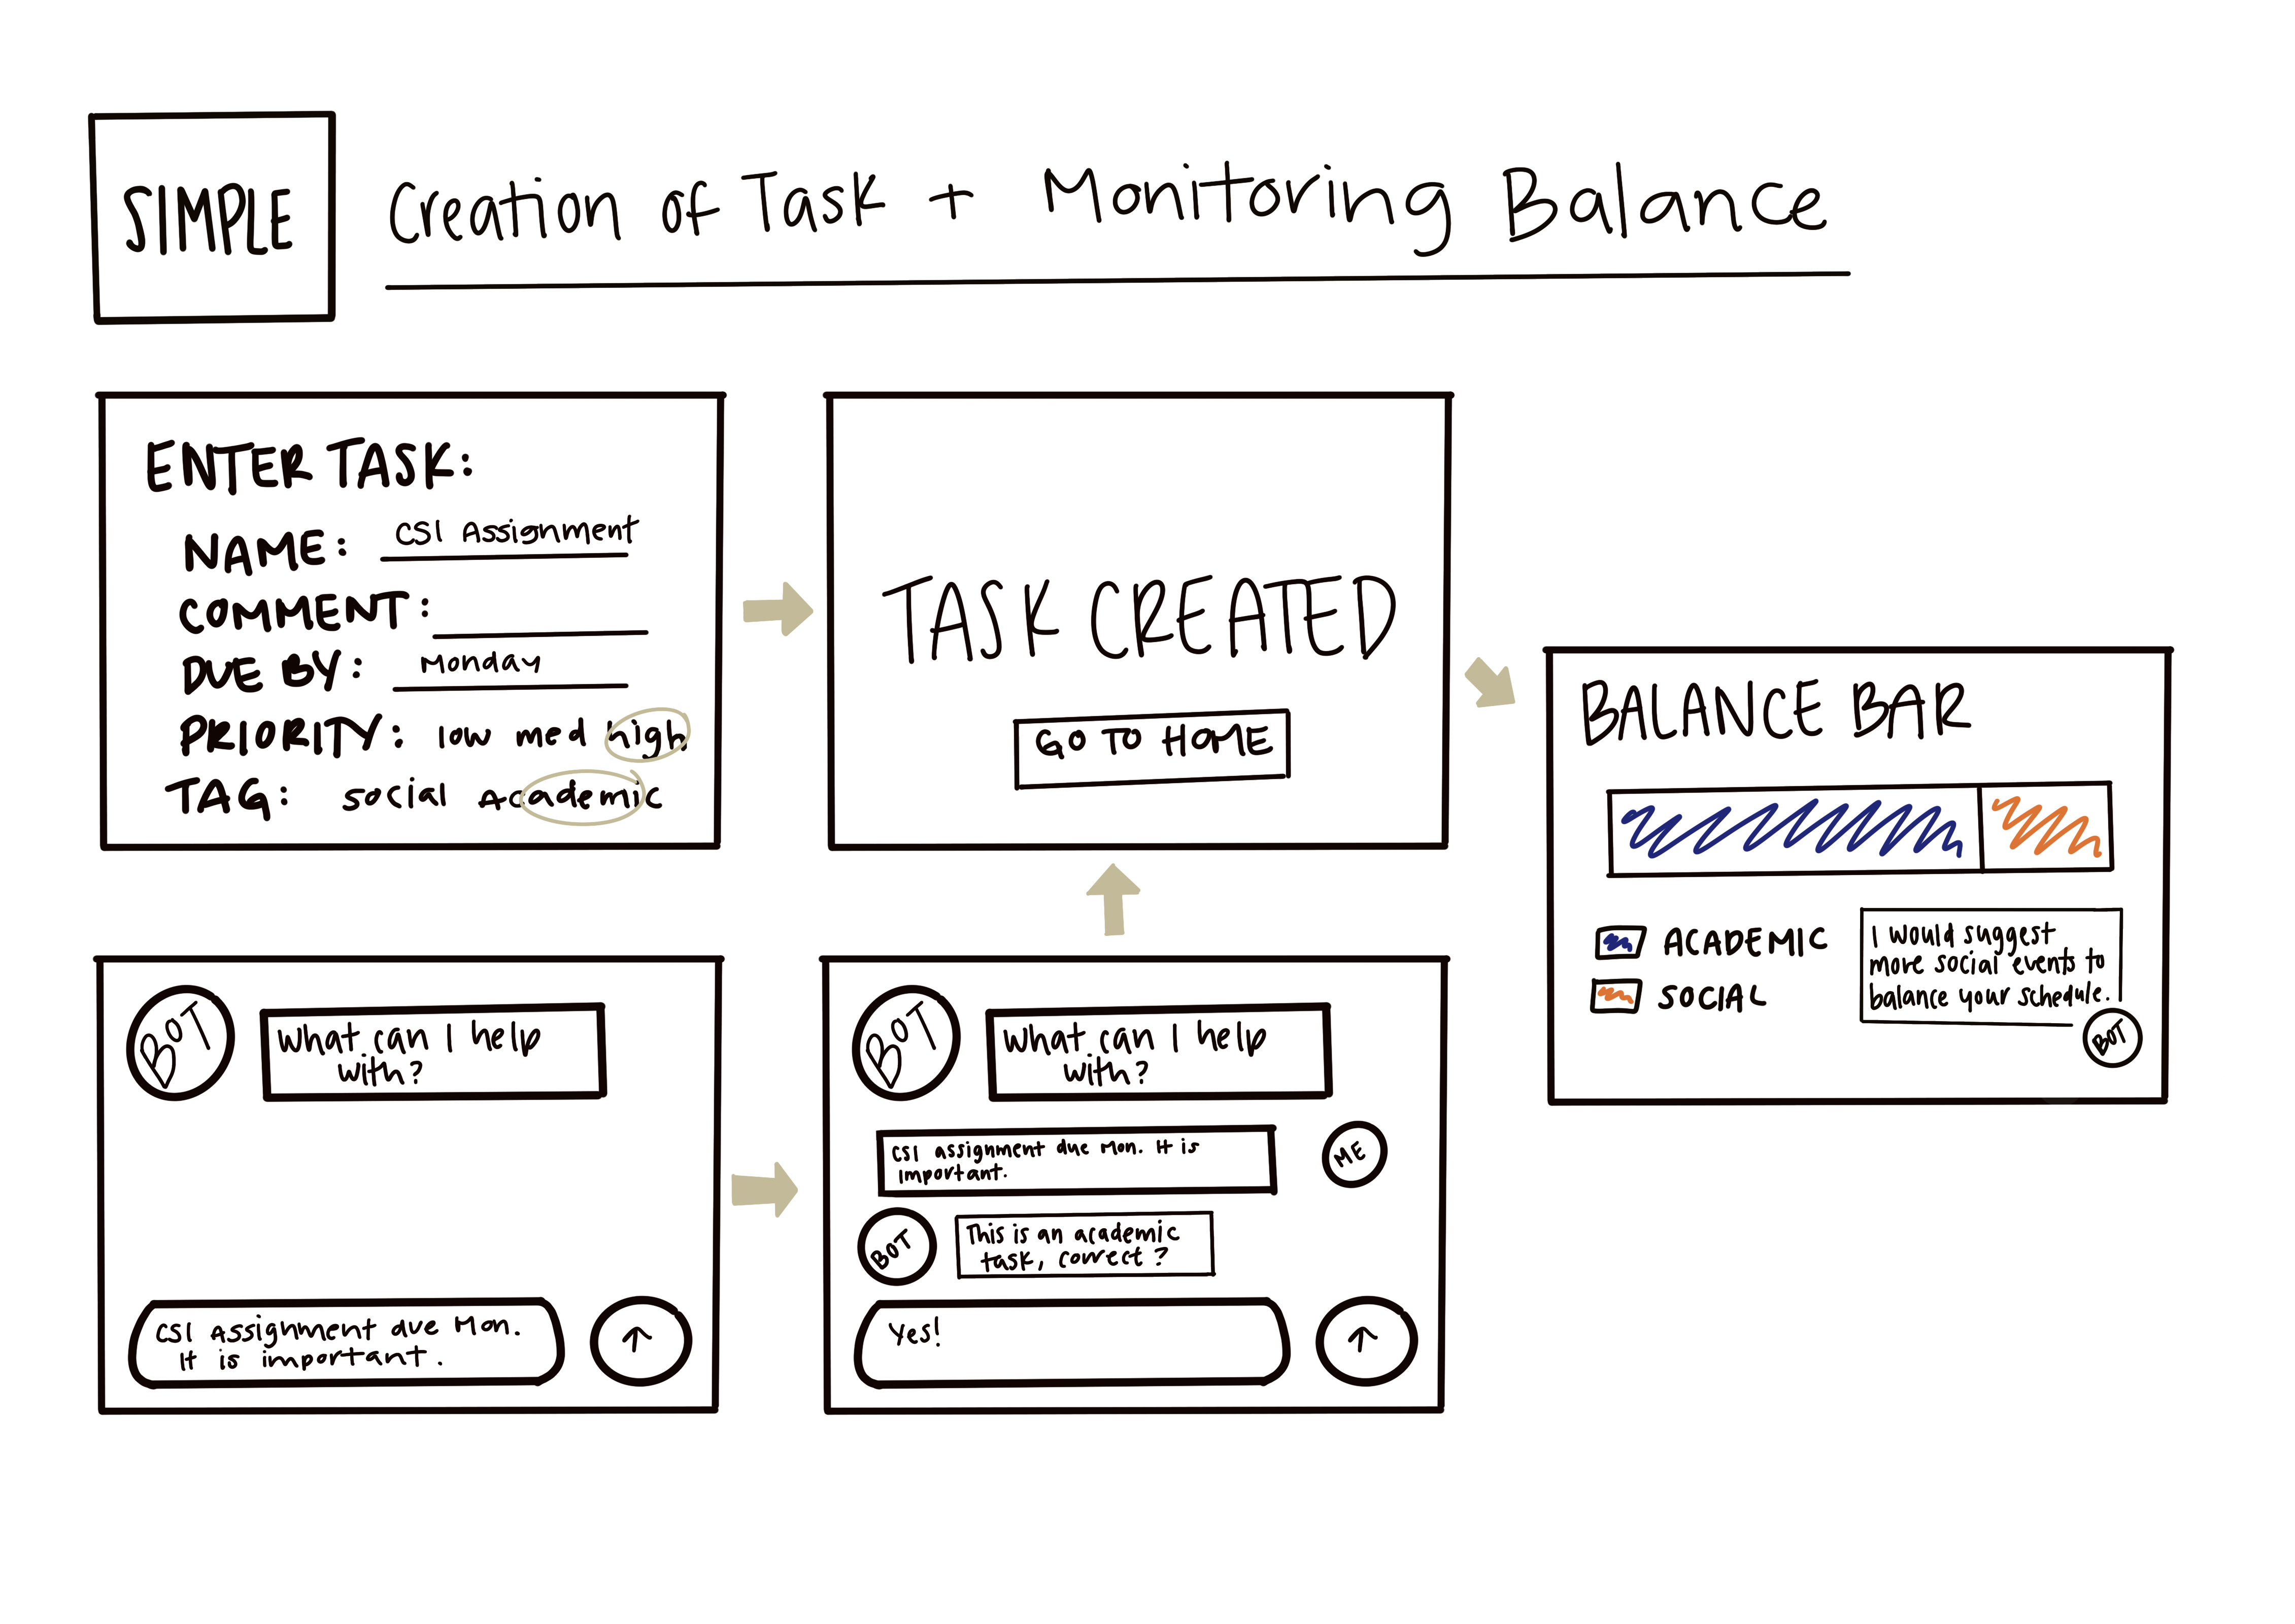 SIMPLE
Creation of Task + Monitoring Balance
ENTER TASK:
NAME: CS1 Assignment
COMMENT:
DUE BY: Monday
PRIORITY: low med high
TAG: social Academic
TASK CREATED
GO TO HOME
BALANCE BAR
ACADEMIC
SOCIAL
I would suggest
more social events to
balance your schedule.
BOT
BOT
What can I help
with?
CS1 Assignment due Mon.
It is important.
BOT
What can I help
with?
CS1 assignment due Mon. It is
important.
ME
BOT
This is an academic
task, correct?
Yes!